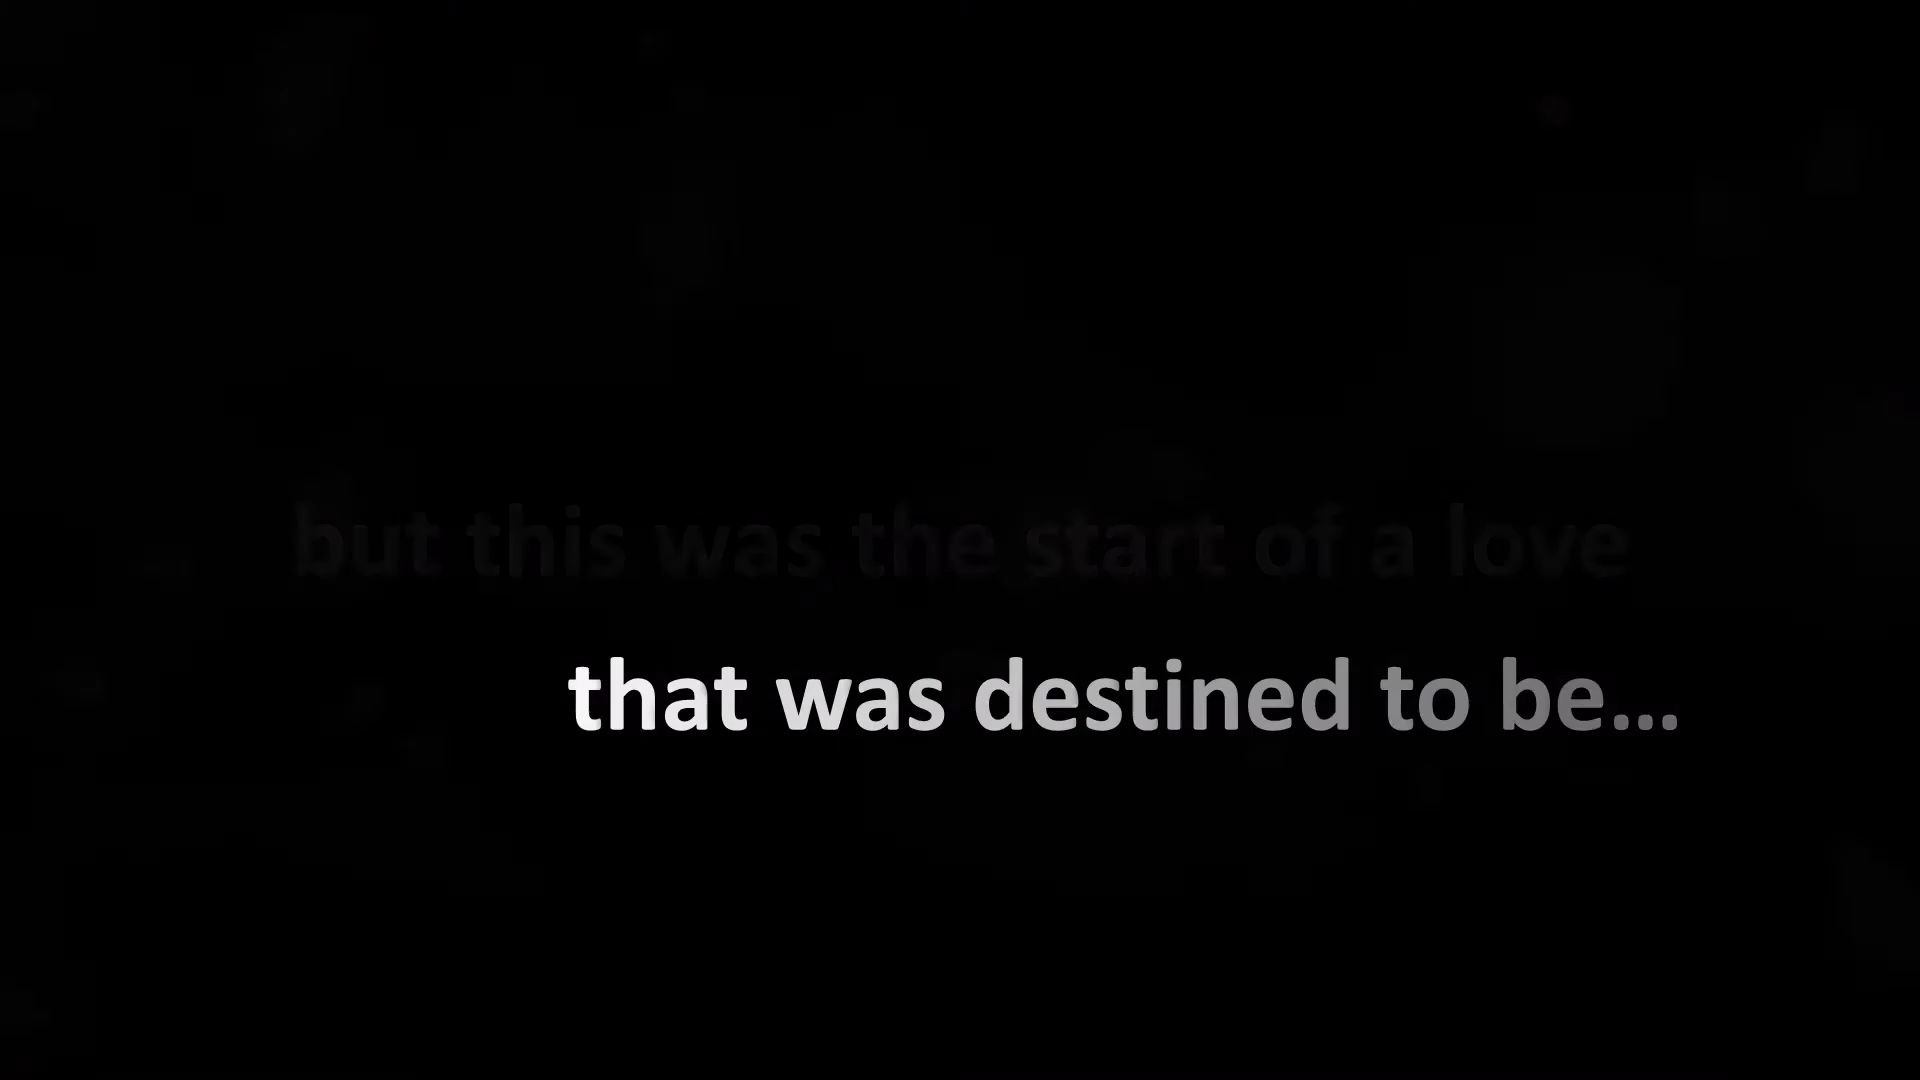 but this was the start of a love
that was destined to be...